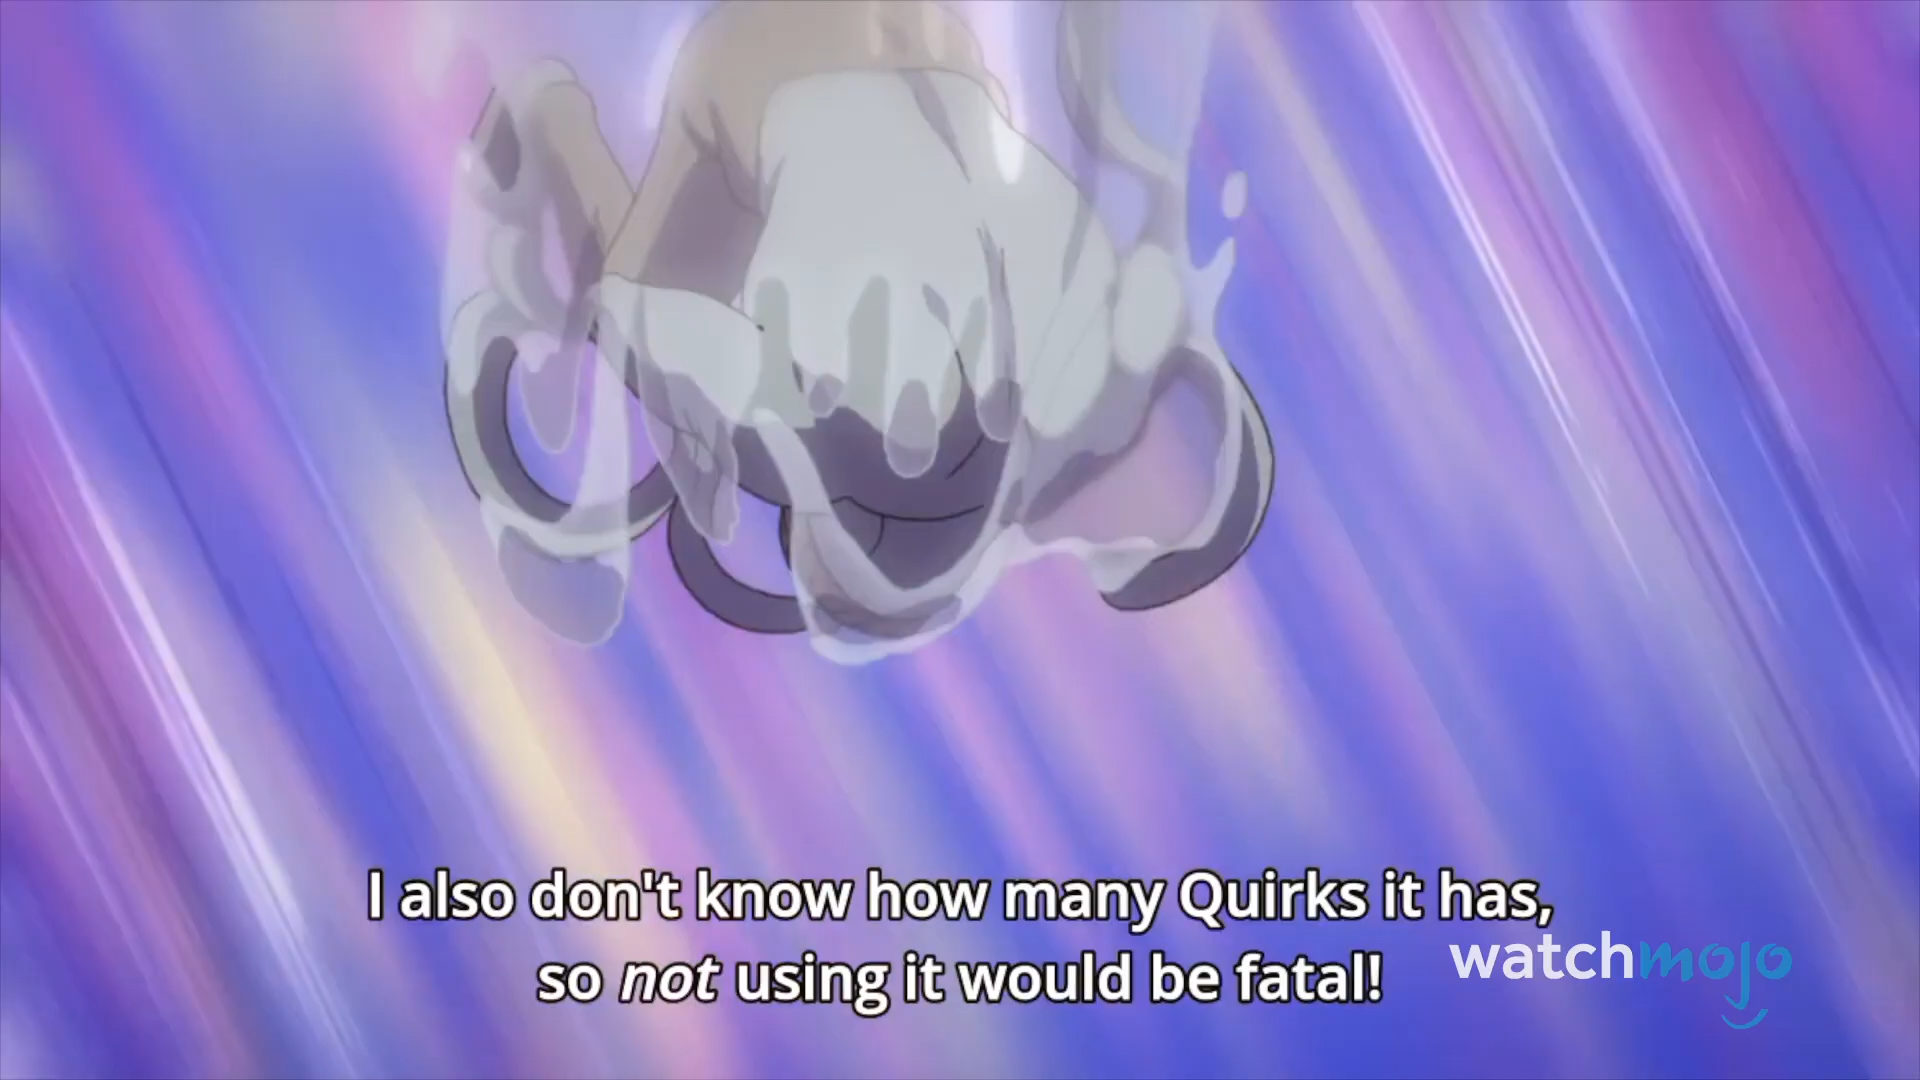 I also don't know how many Quirks it has,
so not using it would be fatal!
watchmojo